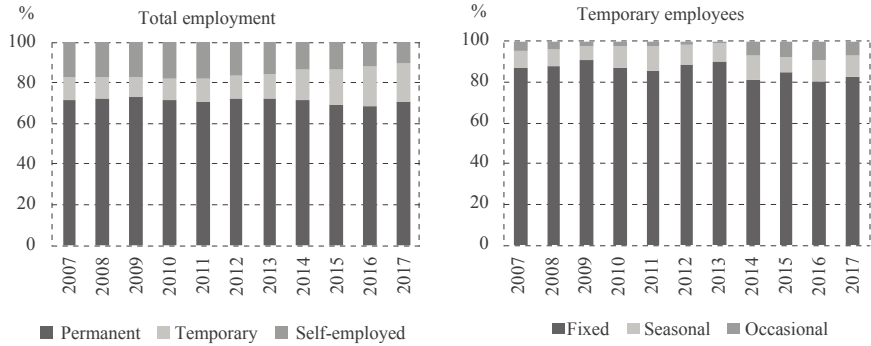 % Total employment
100
80
60
40
20
0
2007 2008 2009 2010 2011 2012 2013 2014 2015 2016 2017
Permanent Temporary Self-employed
% Temporary employees
100
80
60
40
20
0
2007 2008 2009 2010 2011 2012 2013 2014 2015 2016 2017
Fixed Seasonal Occasional